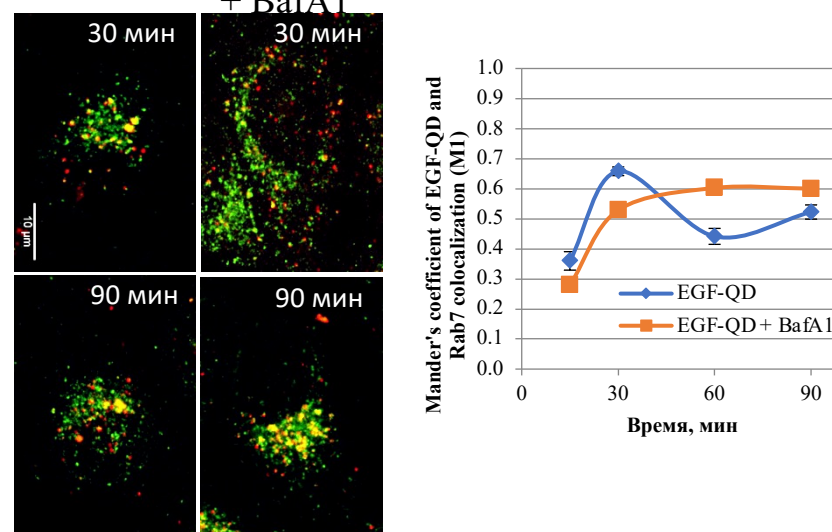 + BafA1
30 мин
30 мин
10 µm
90 мин
90 мин
Mander's coefficient of EGF-QD and
Rab7 colocalization (M1)
1.0
0.9
0.8
0.7
0.6
0.5
0.4
0.3
0.2
0.1
0.0
EGF-QD
EGF-QD + BafA1
0
30
60
90
Время, мин